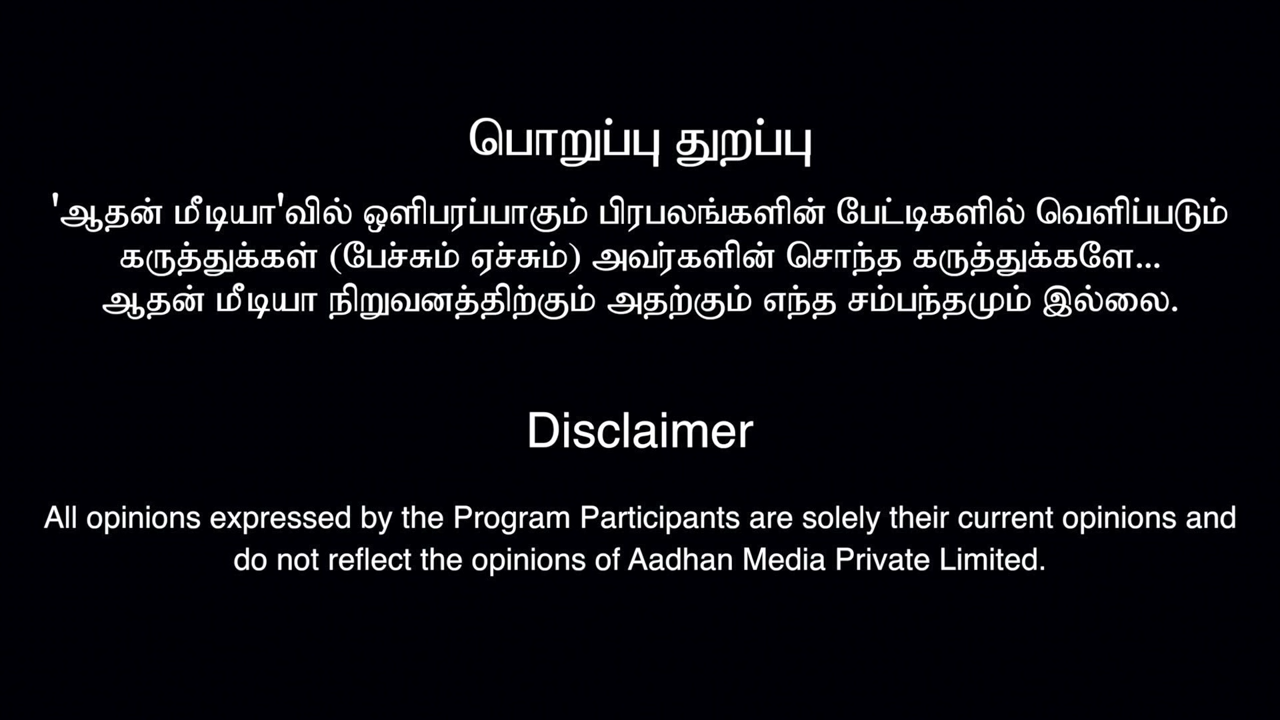 பொறுப்பு துறப்பு
'ஆதன் மீடியா'வில் ஒளிபரப்பாகும் பிரபலங்களின் பேட்டிகளில் வெளிப்படும்
கருத்துக்கள் (பேச்சும் ஏச்சும்) அவர்களின் சொந்த கருத்துக்களே...
ஆதன் மீடியா நிறுவனத்திற்கும் அதற்கும் எந்த சம்பந்தமும் இல்லை.
Disclaimer
All opinions expressed by the Program Participants are solely their current opinions and
do not reflect the opinions of Aadhan Media Private Limited.